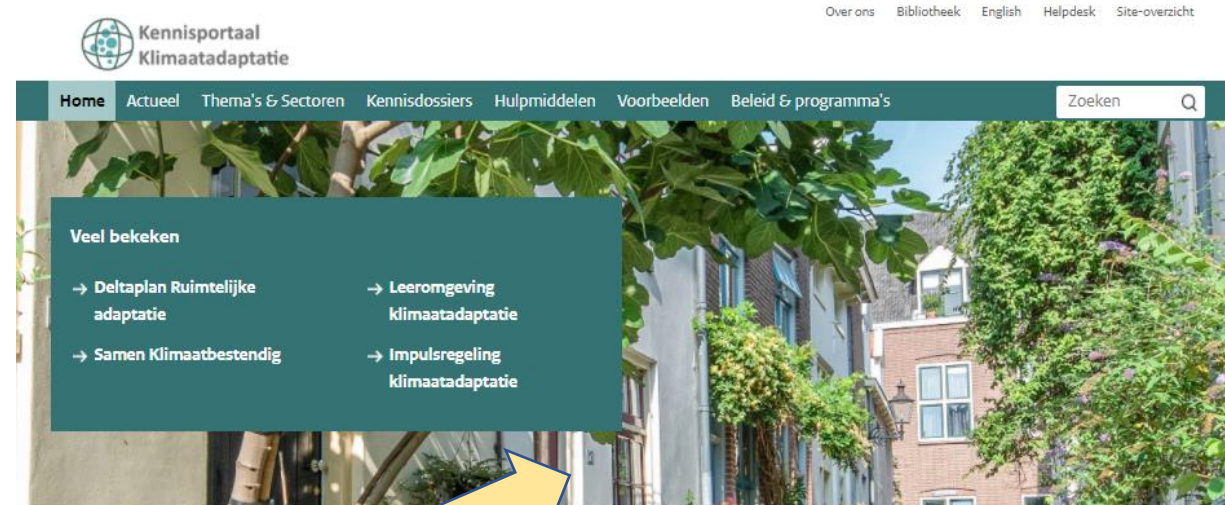 Over ons Bibliotheek English Helpdesk Site-overzicht
Kennisportaal
Klimaatadaptatie
Home Actueel Thema's & Sectoren Kennisdossiers Hulpmiddelen Voorbeelden Beleid & programma's Zoeken
Veel bekeken
→ Deltaplan Ruimtelijke
adaptatie
→ Samen Klimaatbestendig
→ Leeromgeving
klimaatadaptatie
→ Impulsregeling
klimaatadaptatie